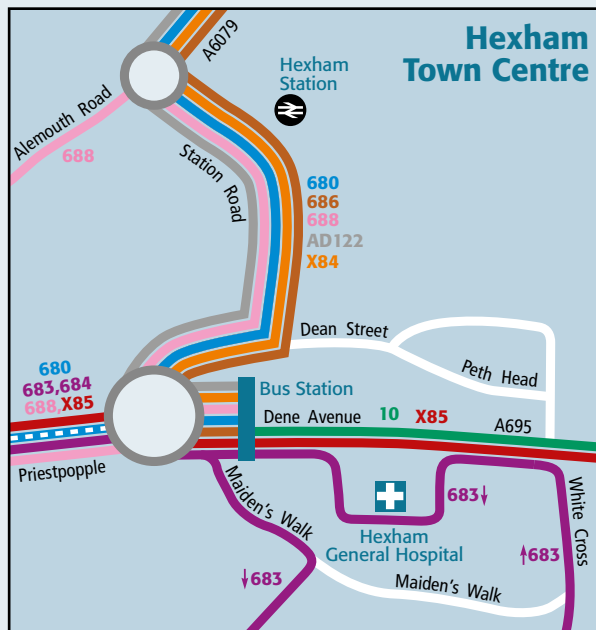 Hexham
Town Centre
A6079
Hexham
Station
Alemouth Road
688
Station Road
680
686
688
AD122
X84
Dean Street
Peth Head
680
683,684
688,X85
Bus Station
Dene Avenue 10 X85 A695
Priestpopple
Maiden's Walk
683↓
White Cross
Hexham
General Hospital
↑683
↓683
Maiden's Walk